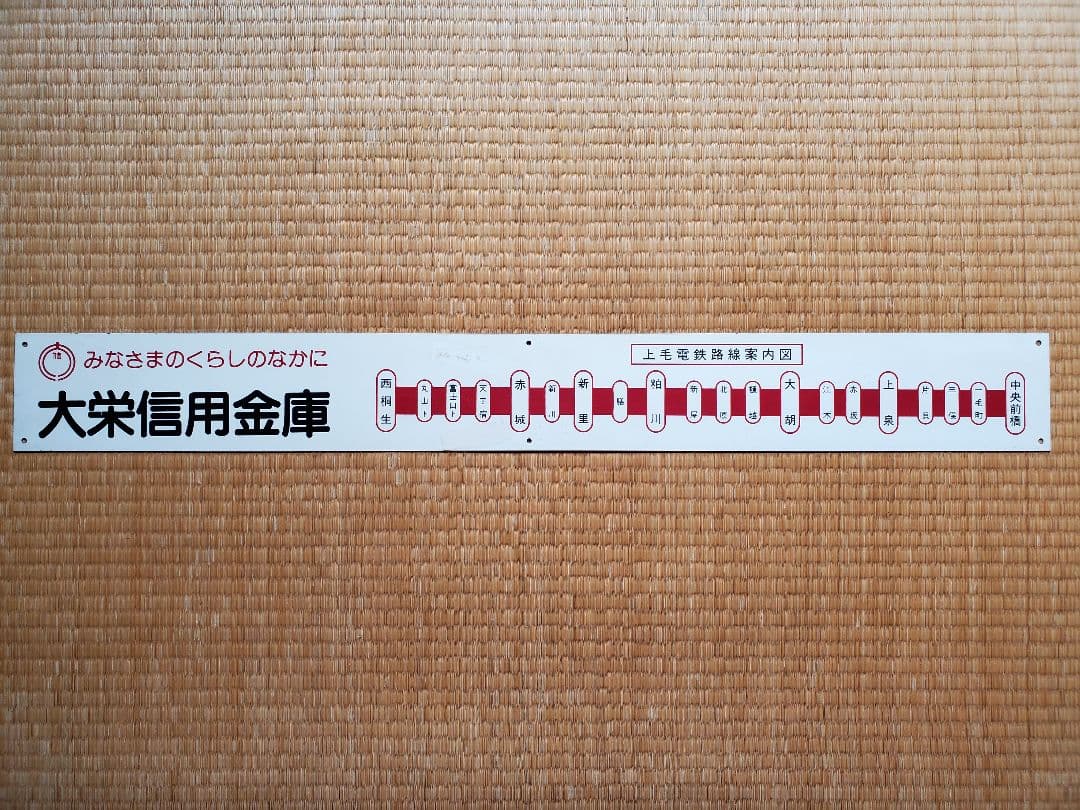 みなさまのくらしのなかに
大栄信用金庫
上毛電鉄路線案内図
西桐生
丸山下
富士山下
天王宿
赤城
新川
新里
膳
粕川
新屋
北原
樋越
大胡
江木
赤坂
上泉
片貝
三俣
一毛町
中央前橋